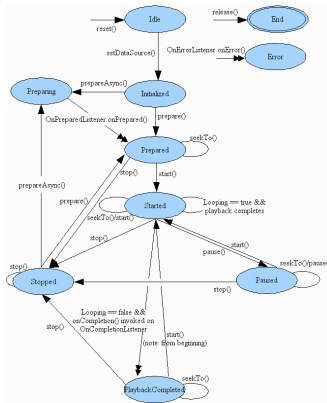 Idle
End
reset()
release()
setDataSource()
OnErrorListener.onError()
Error
Preparing
prepareAsync()
Initialized
OnPreparedListener.onPrepared()
prepare()
Prepared
seekTo()
stop()
start()
prepareAsync()
prepare()
Started
Looping == true &&
playback completes
seekTo()/start()
stop()
start()
pause()
seekTo()/pause()
stop()
Stopped
stop()
Paused
Looping == false &&
onCompletion() invoked on
OnCompletionListener
stop()
start()
(note: from beginning)
seekTo()
PlaybackCompleted